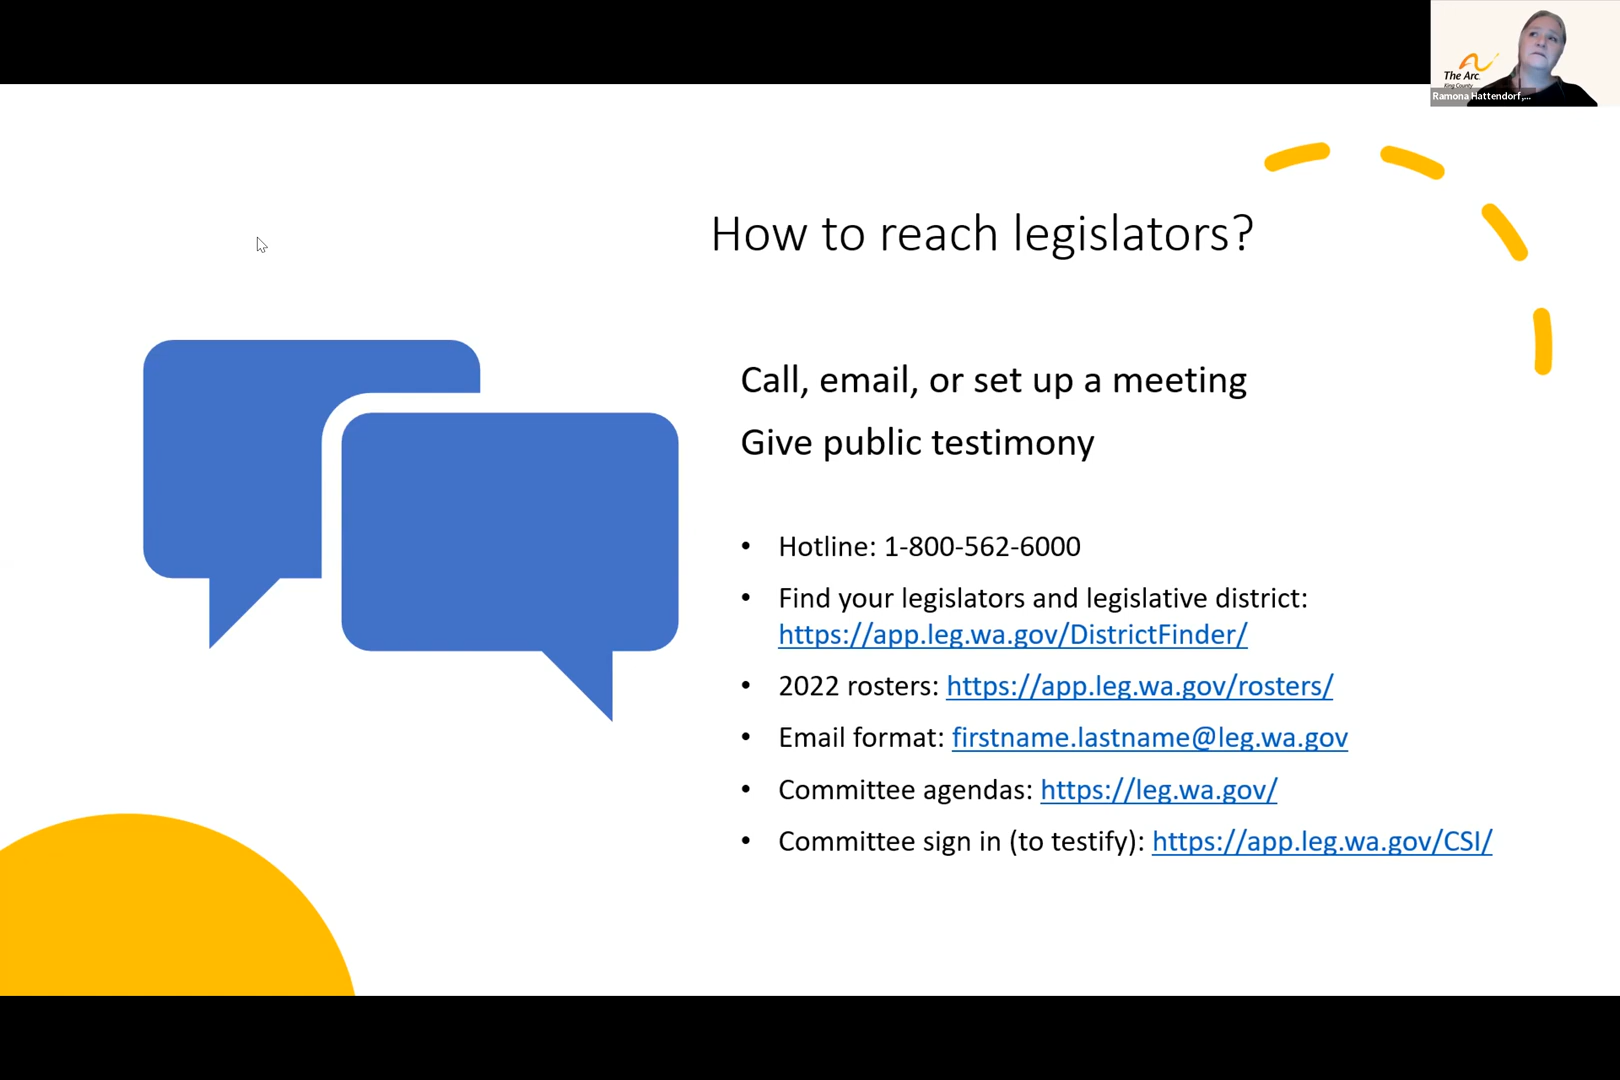 The Arc.
King County
Ramona Hattendorf,...
How to reach legislators?
Call, email, or set up a meeting
Give public testimony
• Hotline: 1-800-562-6000
• Find your legislators and legislative district:
https://app.leg.wa.gov/DistrictFinder/
• 2022 rosters: https://app.leg.wa.gov/rosters/
• Email format: firstname.lastname@leg.wa.gov
• Committee agendas: https://leg.wa.gov/
• Committee sign in (to testify): https://app.leg.wa.gov/CSI/